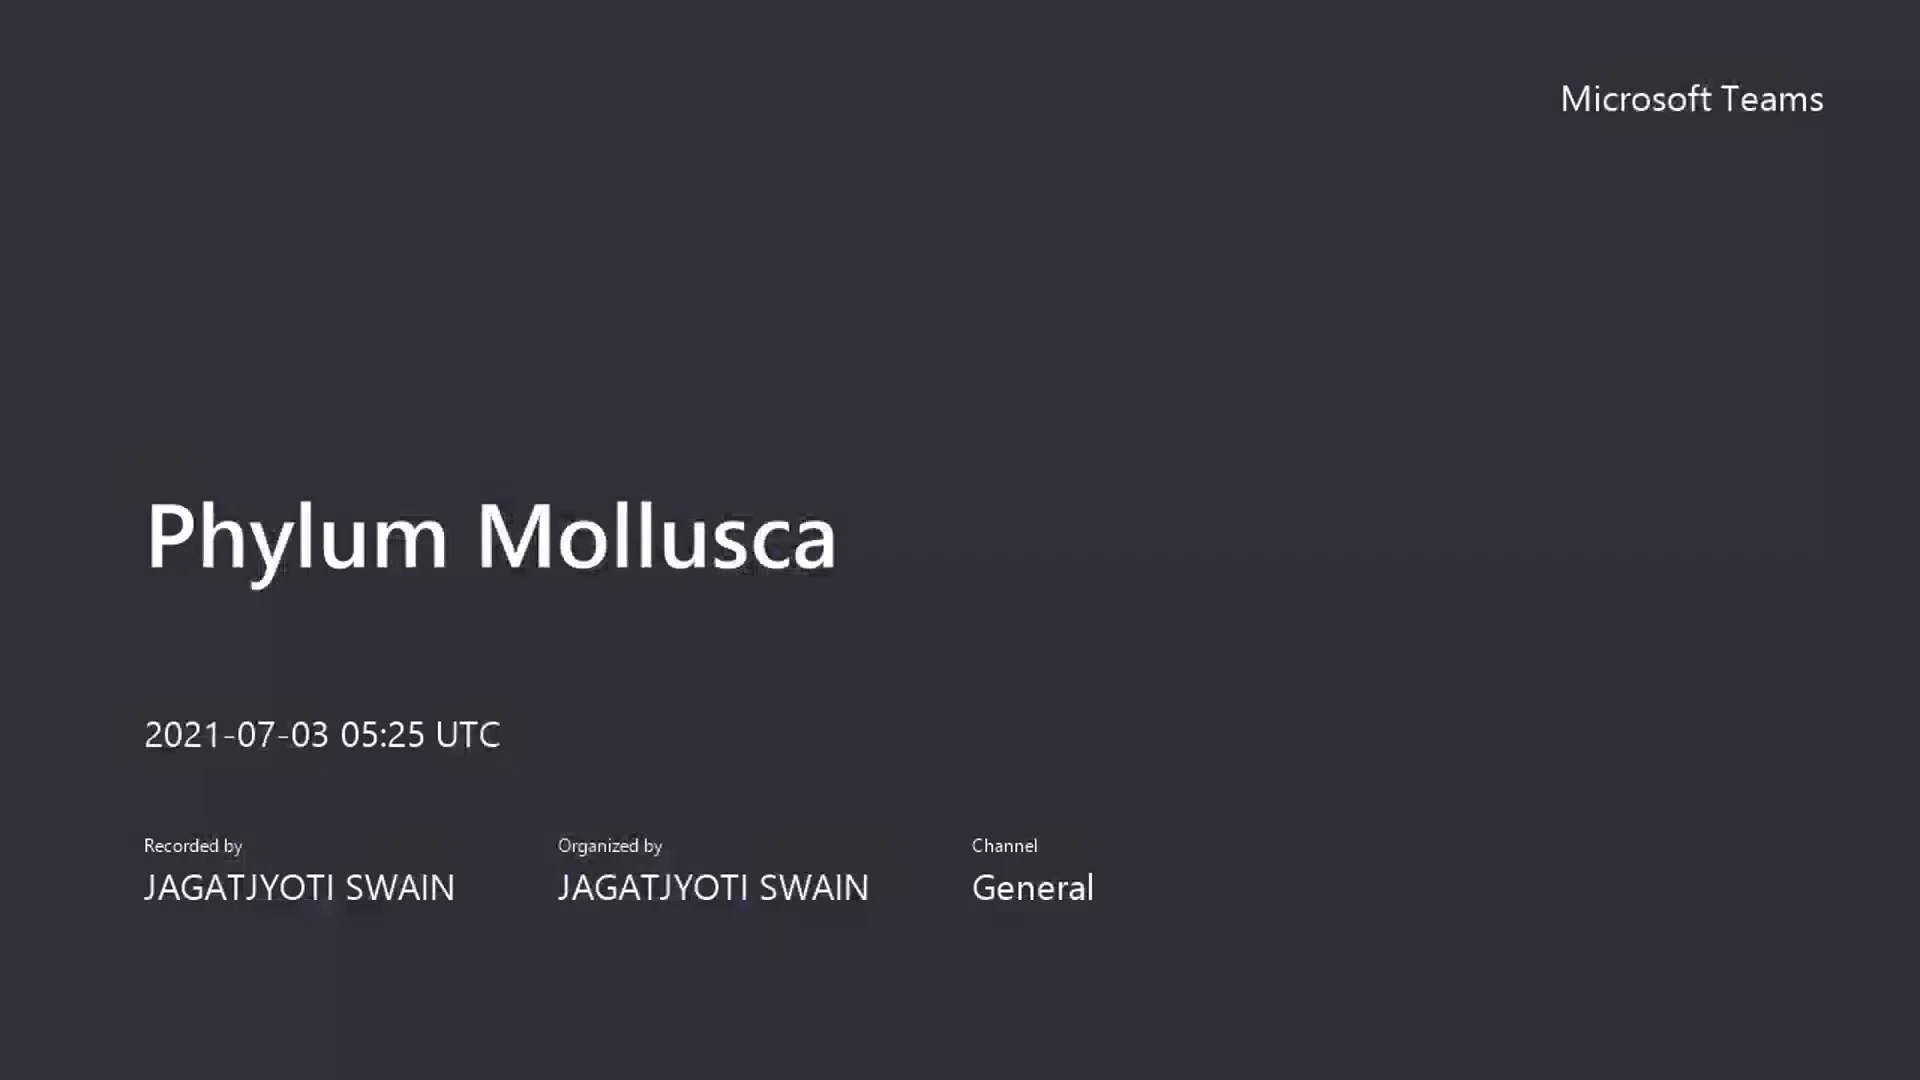 Microsoft Teams
Phylum Mollusca
2021-07-03 05:25 UTC
Recorded by
JAGATJYOTI SWAIN
Organized by
JAGATJYOTI SWAIN
Channel
General